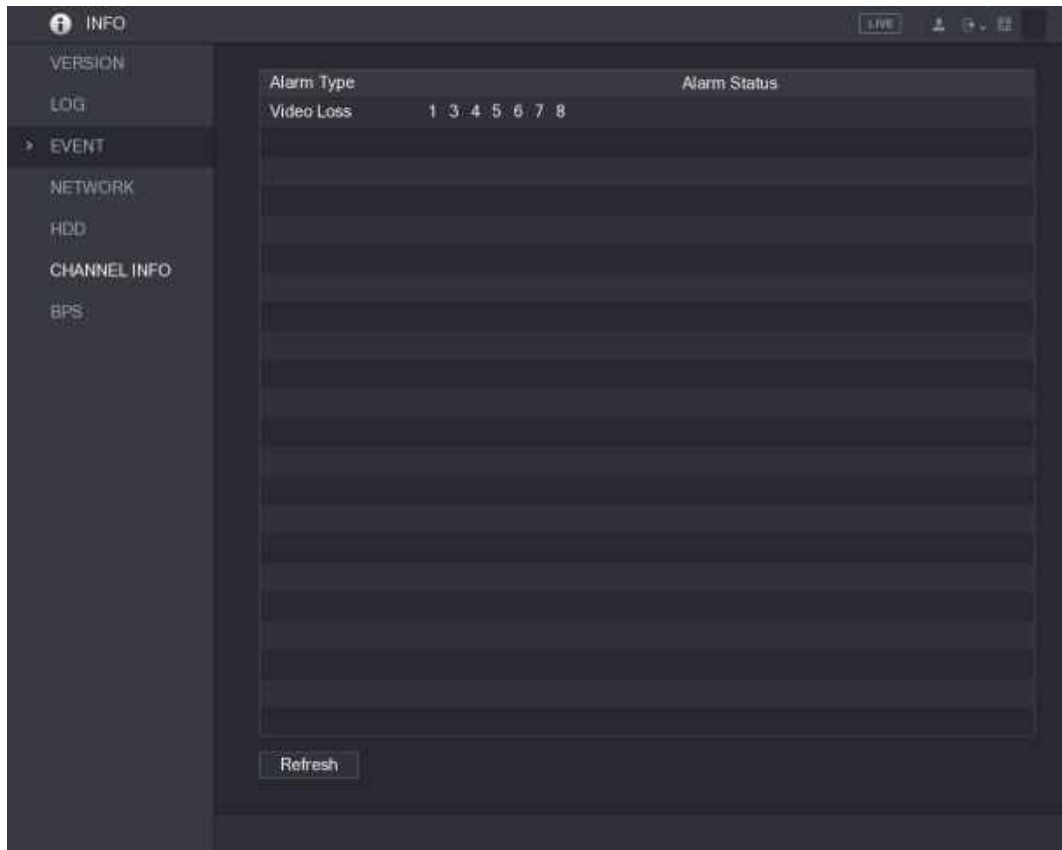 INFO
LIVE
VERSION
LOG
EVENT
NETWORK
HDD
CHANNEL INFO
BPS
Alarm Type Alarm Status
Video Loss 1 3 4 5 6 7 8
Refresh